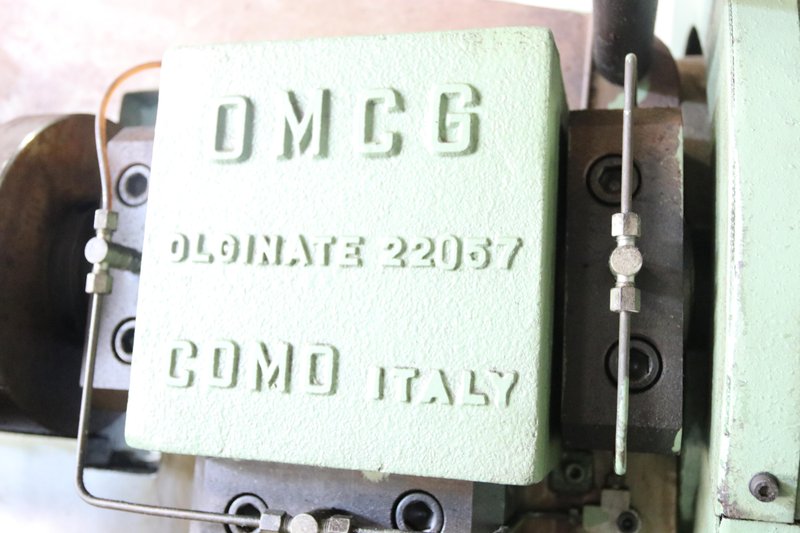 OMCG
OLGINATE 22057
COMO ITALY